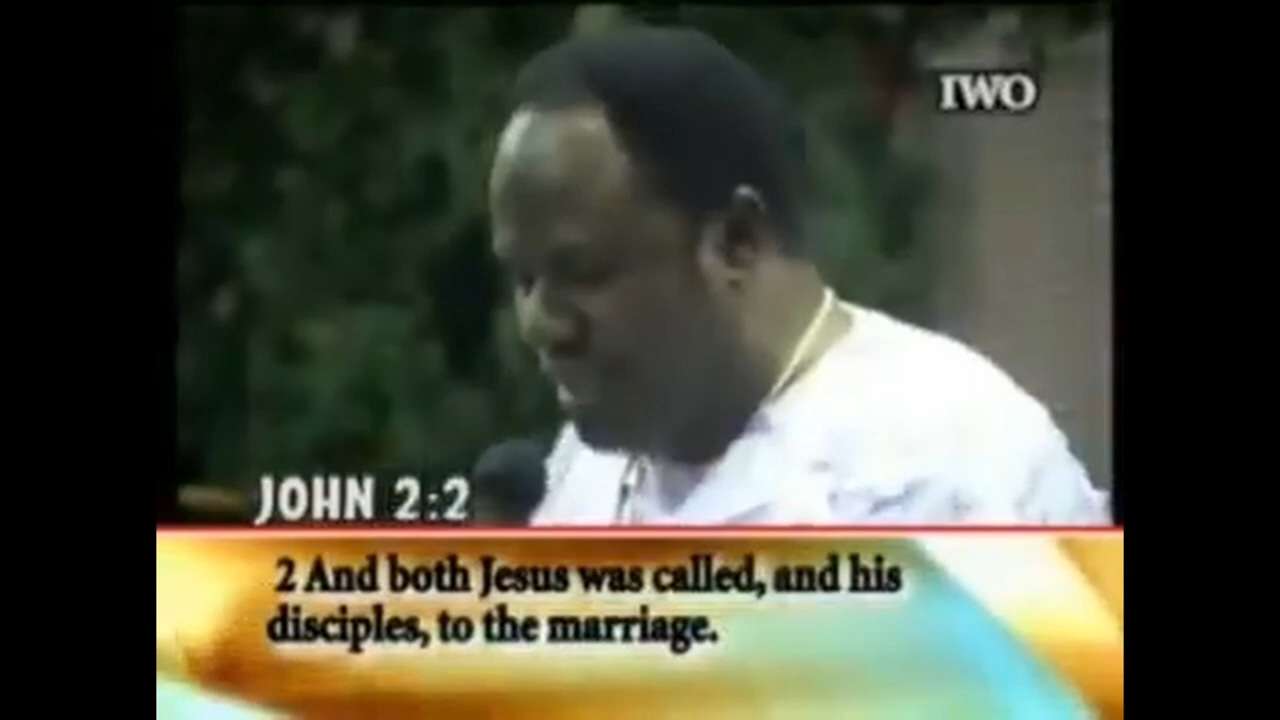 IWO
JOHN 2:2
2 And both Jesus was called, and his
disciples, to the marriage.